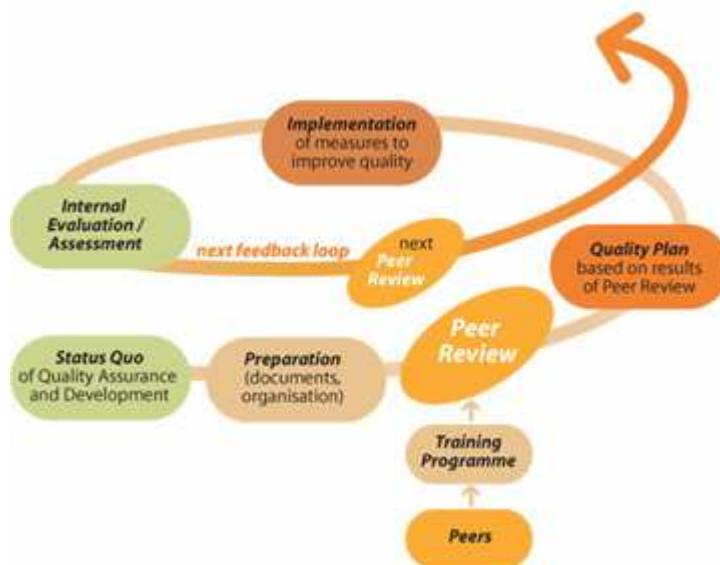 Implementation
of measures to
improve quality
Internal
Evaluation /
Assessment
next feedback loop
next
Peer
Review
Quality Plan
based on results
of Peer Review
Peer
Review
Status Quo
of Quality Assurance
and Development
Preparation
(documents,
organisation)
Training
Programme
Peers